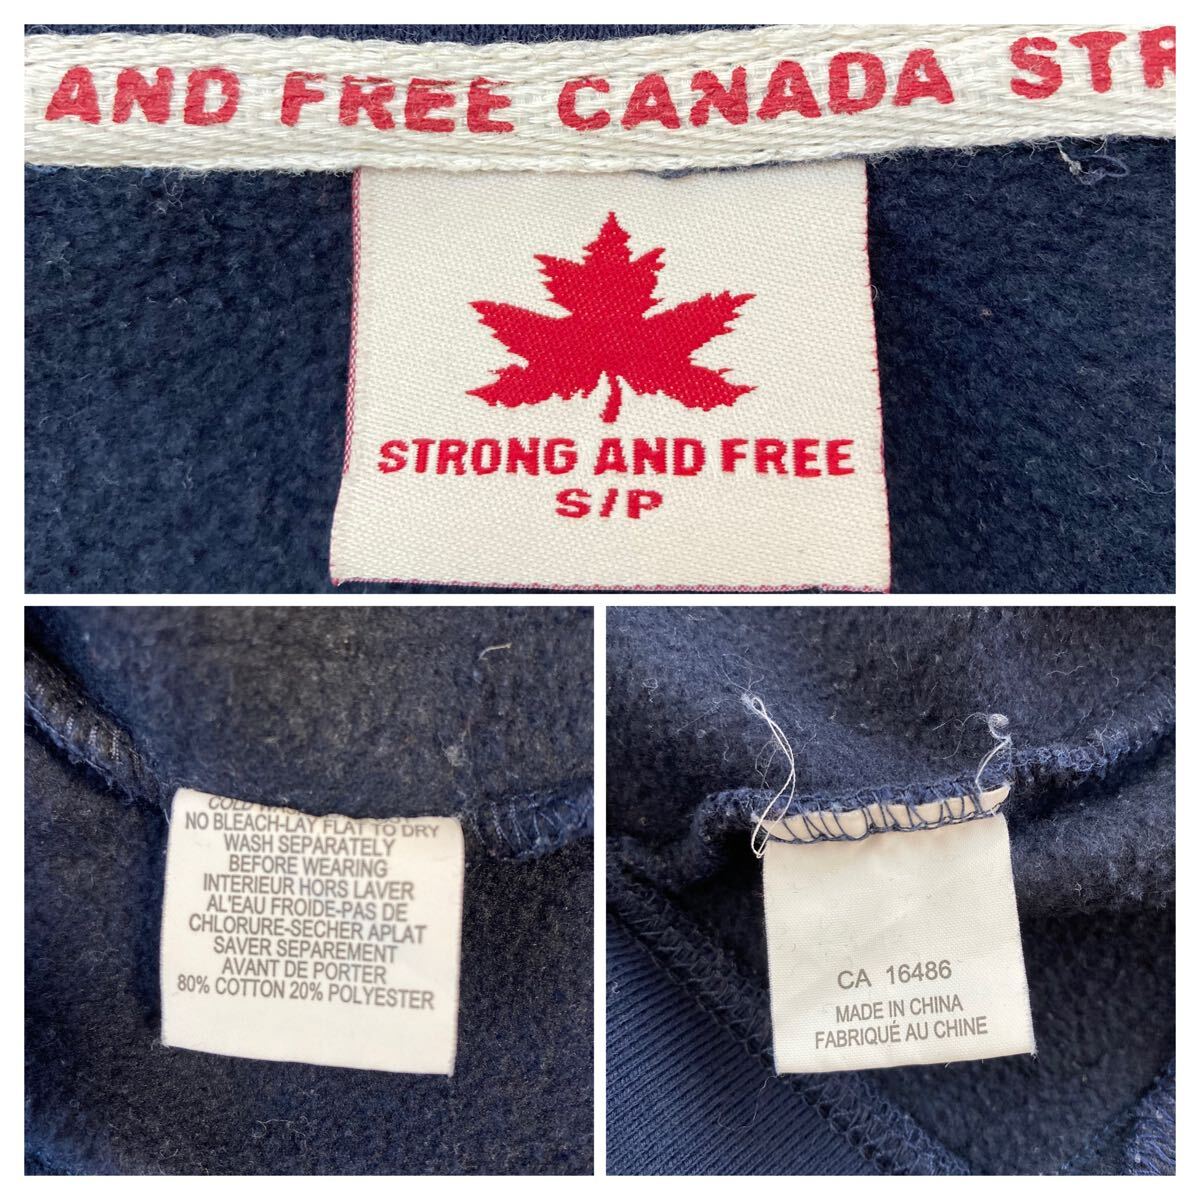 AND FREE CANADA STR
STRONG AND FREE
S/P
COLD
NO BLEACH-LAY FLAT TO DRY
WASH SEPARATELY
BEFORE WEARING
INTERIEUR HORS LAVER
AL'EAU FROIDE-PAS DE
CHLORURE-SECHER APLAT
SAVER SEPAREMENT
AVANT DE PORTER
80% COTTON 20% POLYESTER
CA 16486
MADE IN CHINA
FABRIQUÉ AU CHINE